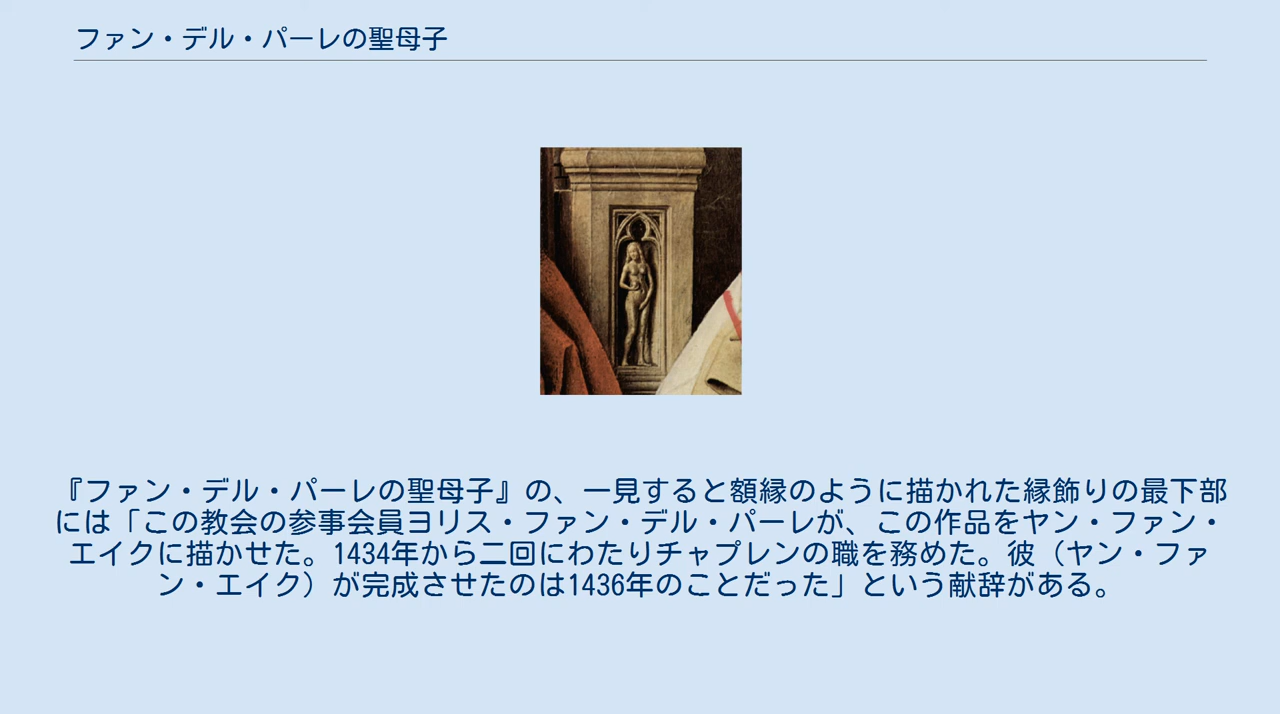 ファン・デル・パーレの聖母子
『ファン・デル・パーレの聖母子』の、一見すると額縁のように描かれた縁飾りの最下部
には「この教会の参事会員ヨリス・ファン・デル・パーレが、この作品をヤン・ファン・
エイクに描かせた。1434年から二回にわたりチャプレンの職を務めた。彼（ヤン・ファ
ン・エイク）が完成させたのは1436年のことだった」という献辞がある。